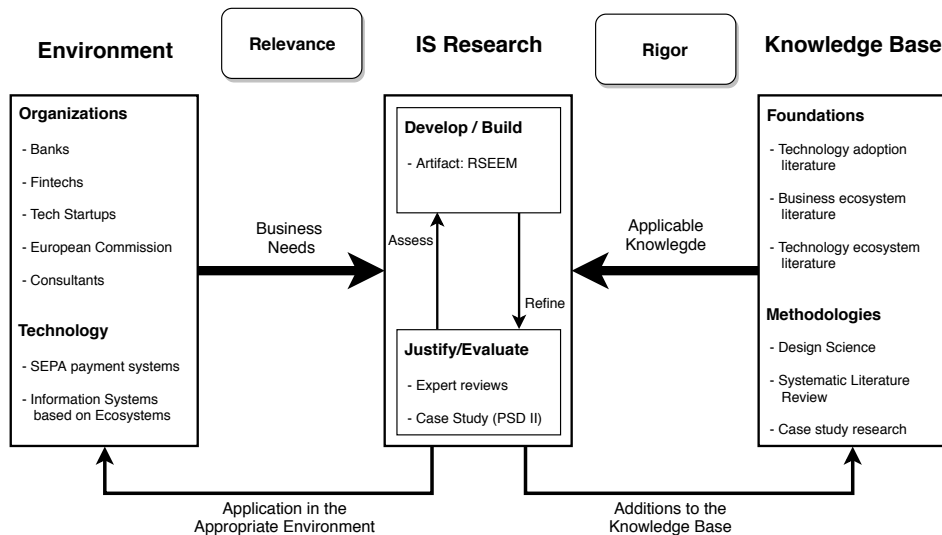 Environment
Relevance
IS Research
Rigor
Knowledge Base
Organizations
- Banks
- Fintechs
- Tech Startups
- European Commission
- Consultants
Technology
- SEPA payment systems
- Information Systems
based on Ecosystems
Business
Needs
Develop / Build
- Artifact: RSEEM
Assess
Refine
Justify/Evaluate
- Expert reviews
- Case Study (PSD II)
Applicable
Knowlegde
Foundations
- Technology adoption
literature
- Business ecosystem
literature
- Technology ecosystem
literature
Methodologies
- Design Science
- Systematic Literature
Review
- Case study research
Application in the
Appropriate Environment
Additions to the
Knowledge Base